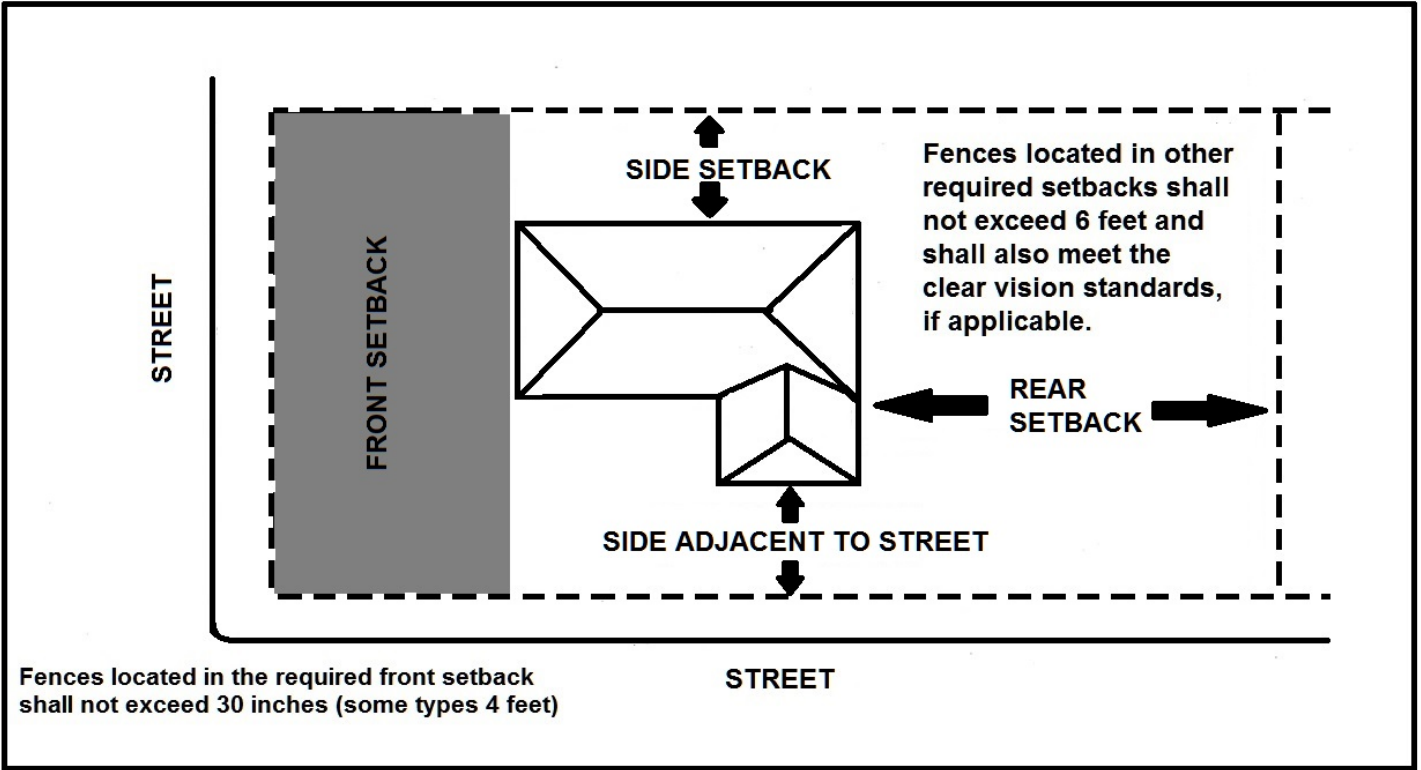 SIDE SETBACK
Fences located in other
required setbacks shall
not exceed 6 feet and
shall also meet the
clear vision standards,
if applicable.
STREET
FRONT SETBACK
REAR
SETBACK
SIDE ADJACENT TO STREET
Fences located in the required front setback
shall not exceed 30 inches (some types 4 feet)
STREET